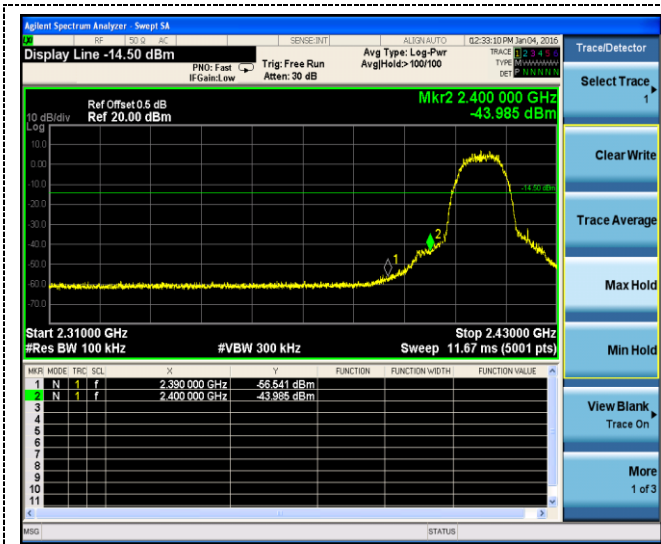 Agilent Spectrum Analyzer - Swept SA
RF 50 Ω AC SENSE:INT ALIGN AUTO 02:33:10 PM Jan 04, 2016
Display Line -14.50 dBm
PNO: Fast
IFGain:Low
Trig: Free Run
Atten: 30 dB
Avg Type: Log-Pwr
Avg|Hold:>100/100
TRACE 1 2 3 4 5 6
TYPE M W W W W W
DET P N N N N N
Ref Offset 0.5 dB
10 dB/div Ref 20.00 dBm
Log
Mkr2 2.400 000 GHz
-43.985 dBm
10.0
0.00
-10.0
-14.50 dBm
-20.0
-30.0
-40.0
-50.0
-60.0
-70.0
1
2
Start 2.31000 GHz Stop 2.43000 GHz
#Res BW 100 kHz #VBW 300 kHz Sweep 11.67 ms (5001 pts)
MKR MODE TRC SCL X Y FUNCTION FUNCTION WIDTH FUNCTION VALUE
1 N 1 f 2.390 000 GHz -56.541 dBm
2 N 1 f 2.400 000 GHz -43.985 dBm
3
4
5
6
7
8
9
10
11
MSG STATUS
Trace/Detector
Select Trace
1
Clear Write
Trace Average
Max Hold
Min Hold
View Blank
Trace On
More
1 of 3